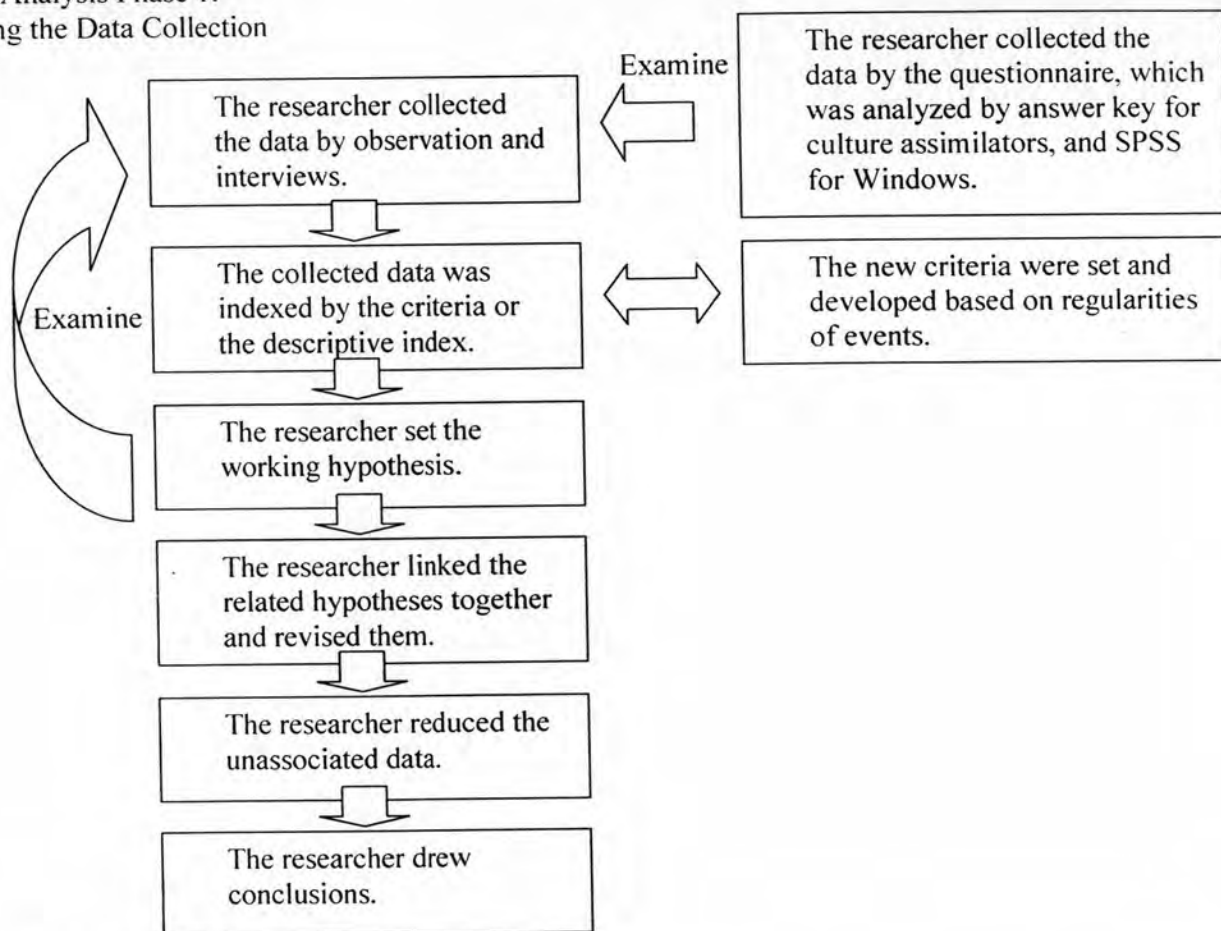 ng the Data Collection
Examine
The researcher collected the
data by the questionnaire, which
was analyzed by answer key for
culture assimilators, and SPSS
for Windows.
The researcher collected
the data by observation and
interviews.
The collected data was
indexed by the criteria or
the descriptive index.
The new criteria were set and
developed based on regularities
of events.
Examine
The researcher set the
working hypothesis.
The researcher linked the
related hypotheses together
and revised them.
The researcher reduced the
unassociated data.
The researcher drew
conclusions.